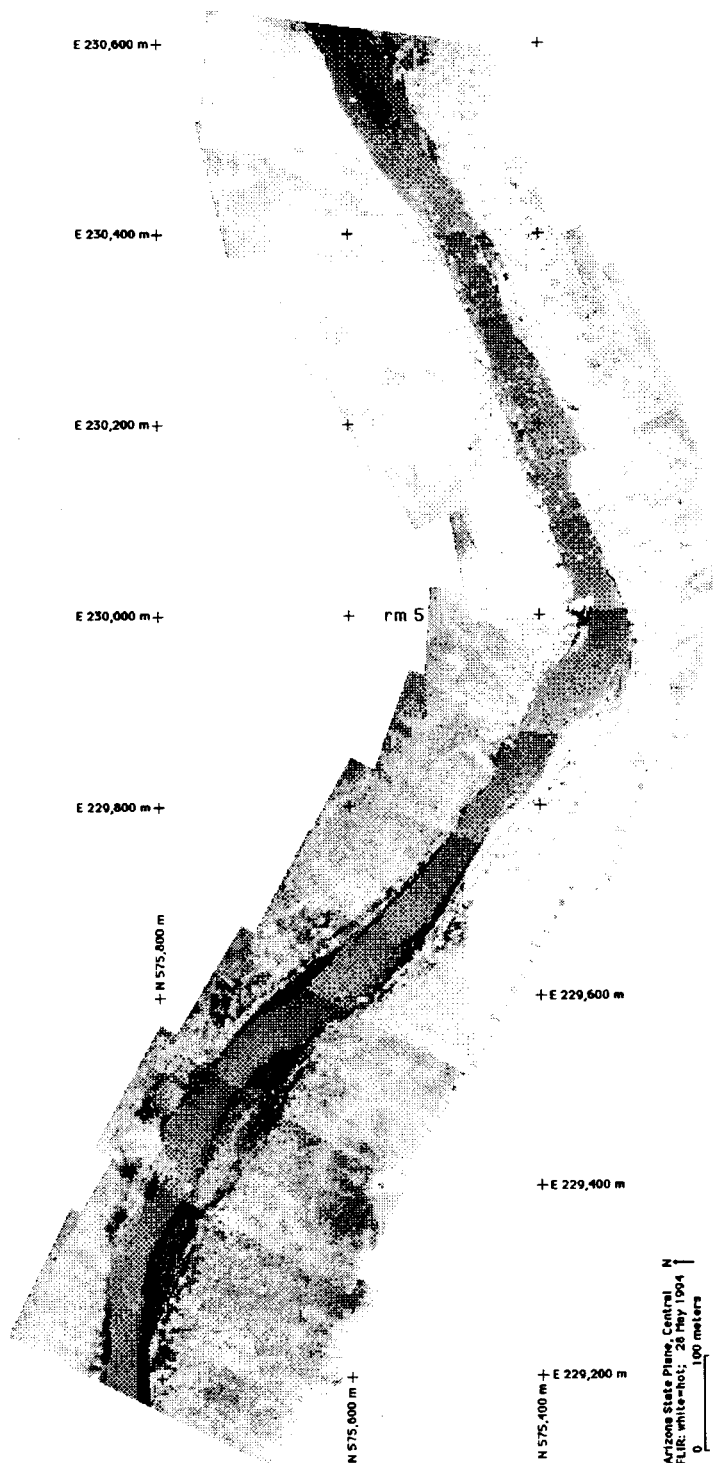 E 230,600 m
E 230,400 m
E 230,200 m
E 230,000 m
rm 5
E 229,800 m
N 575,800 m
E 229,600 m
E 229,400 m
E 229,200 m
N 575,600 m
N 575,400 m
Arizona State Plane, Central N
FLIR: white=hot; 28 May 1994
0 100 meters